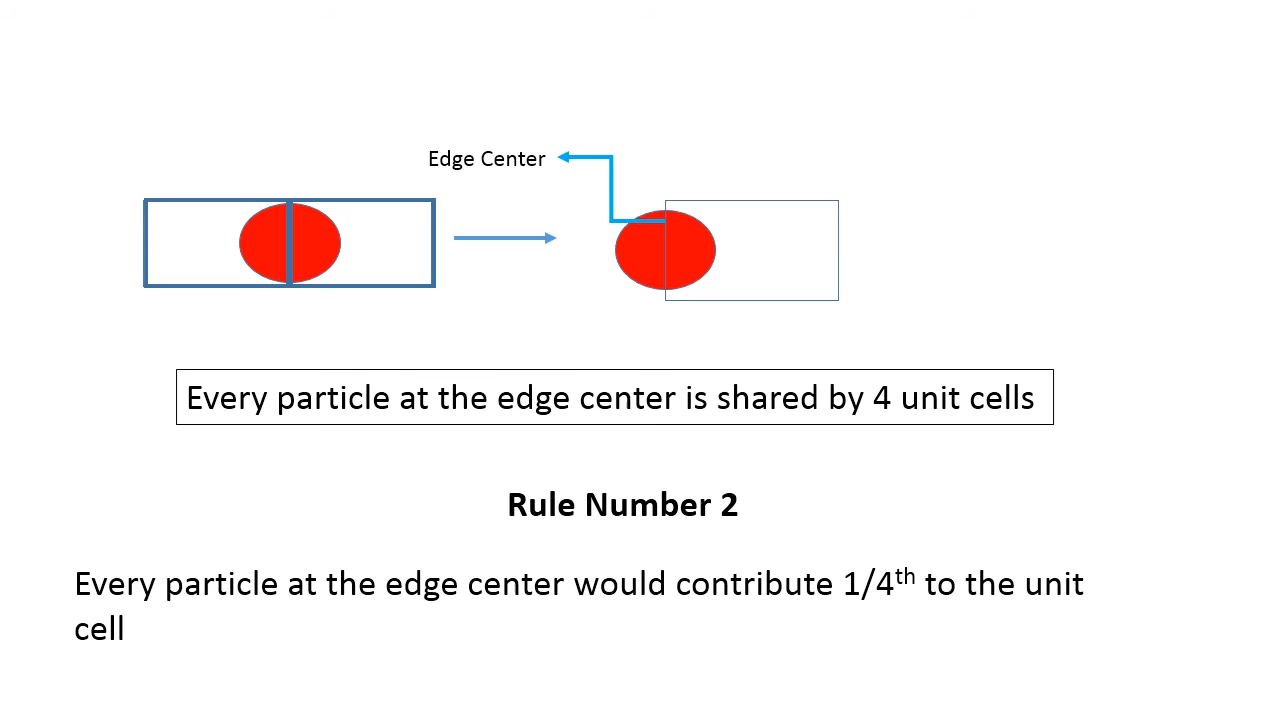 Edge Center
Every particle at the edge center is shared by 4 unit cells
Rule Number 2
Every particle at the edge center would contribute 1/4th to the unit
cell